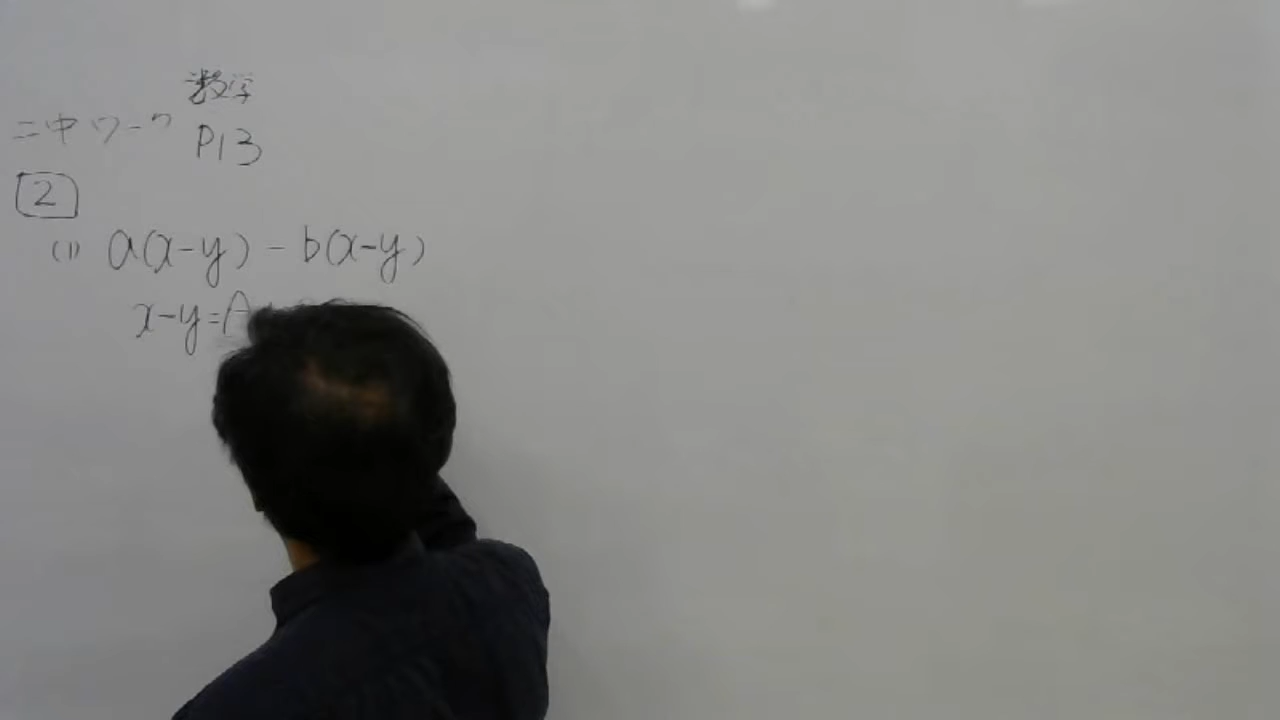 数学
二中ワーク P13
2
(1) a(x-y) - b(x-y)
x-y=A